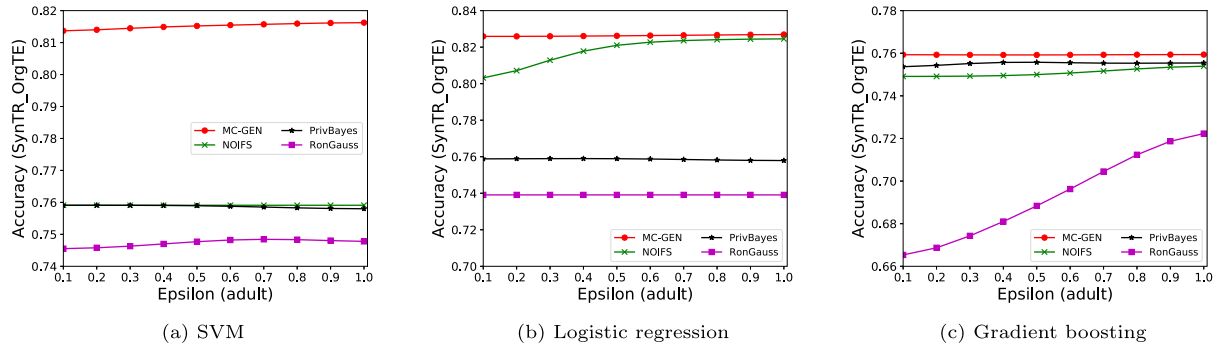 Accuracy (SynTR_OrgTE)
0.82
0.81
0.80
0.79
0.78
0.77
0.76
0.75
0.74
MC-GEN
NOIFS
PrivBayes
RonGauss
0.1 0.2 0.3 0.4 0.5 0.6 0.7 0.8 0.9 1.0
Epsilon (adult)
(a) SVM
Accuracy (SynTR_OrgTE)
0.84
0.82
0.80
0.78
0.76
0.74
0.72
0.70
MC-GEN
NOIFS
PrivBayes
RonGauss
0.1 0.2 0.3 0.4 0.5 0.6 0.7 0.8 0.9 1.0
Epsilon (adult)
(b) Logistic regression
Accuracy (SynTR_OrgTE)
0.78
0.76
0.74
0.72
0.70
0.68
0.66
MC-GEN
NOIFS
PrivBayes
RonGauss
0.1 0.2 0.3 0.4 0.5 0.6 0.7 0.8 0.9 1.0
Epsilon (adult)
(c) Gradient boosting